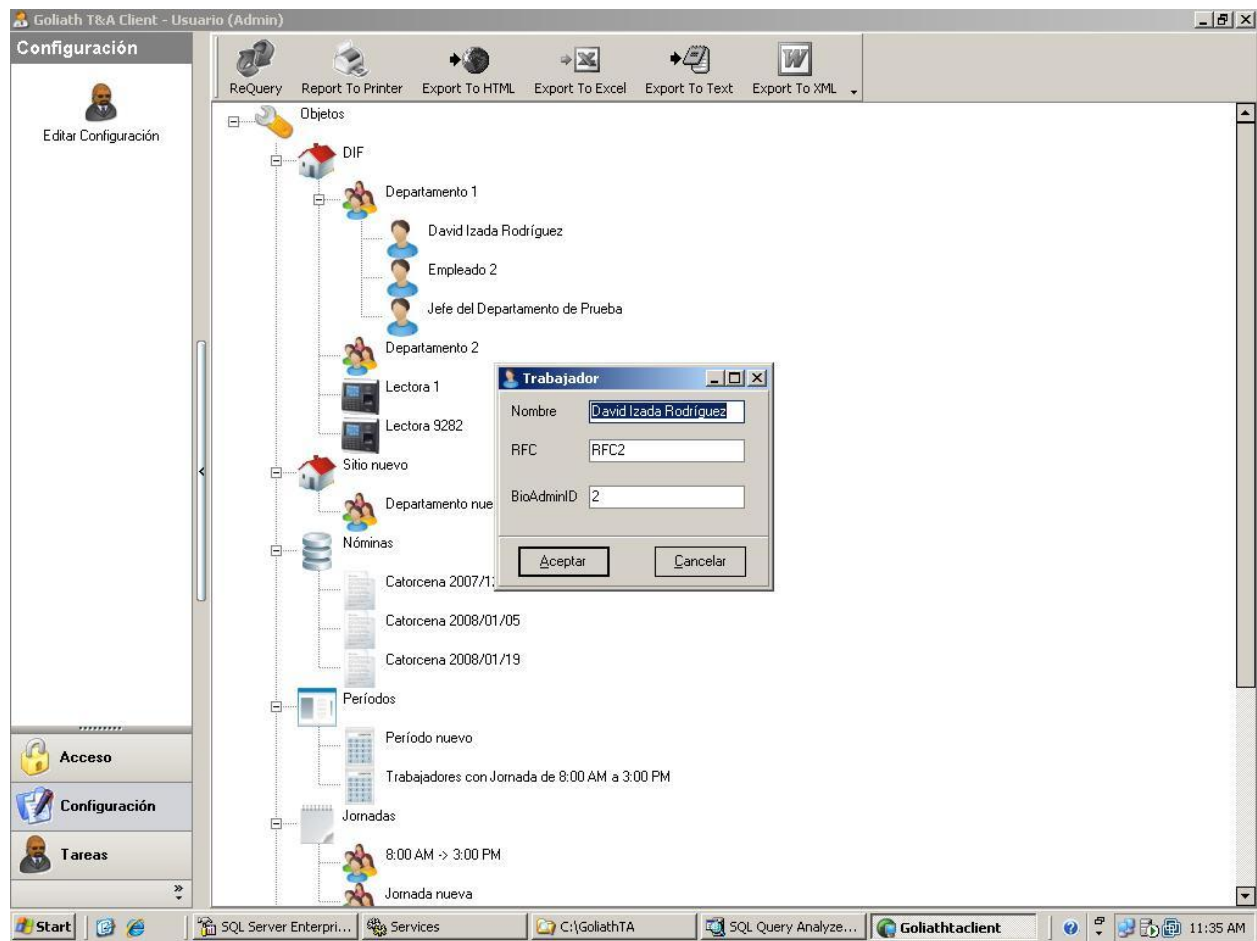 Goliath T&A Client - Usuario (Admin)
Configuración
Editar Configuración
ReQuery
Report To Printer
Export To HTML
Export To Excel
Export To Text
Export To XML
Objetos
DIF
Departamento 1
David Izada Rodríguez
Empleado 2
Jefe del Departamento de Prueba
Departamento 2
Lectora 1
Lectora 9282
Sitio nuevo
Departamento nue
Nóminas
Catorcena 2007/12
Catorcena 2008/01/05
Catorcena 2008/01/19
Períodos
Período nuevo
Trabajadores con Jornada de 8:00 AM a 3:00 PM
Jornadas
8:00 AM -> 3:00 PM
Jornada nueva
Trabajador
Nombre
David Izada Rodríguez
RFC
RFC2
BioAdminID
2
Aceptar
Cancelar
Acceso
Configuración
Tareas
Start
SQL Server Enterpri...
Services
C:\GoliathTA
SQL Query Analyze...
Goliathtaclient
11:35 AM